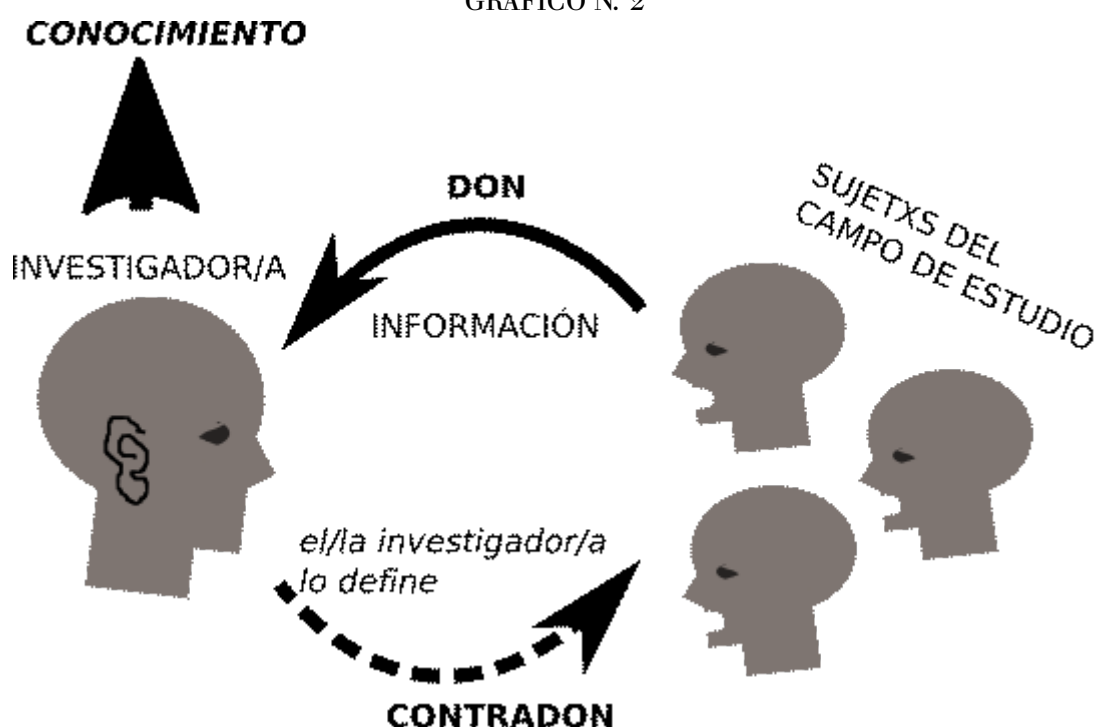 GRÁFICO N. 2
CONOCIMIENTO
DON
SUJETXS DEL
CAMPO DE ESTUDIO
INVESTIGADOR/A
INFORMACIÓN
el/la investigador/a
lo define
CONTRADON